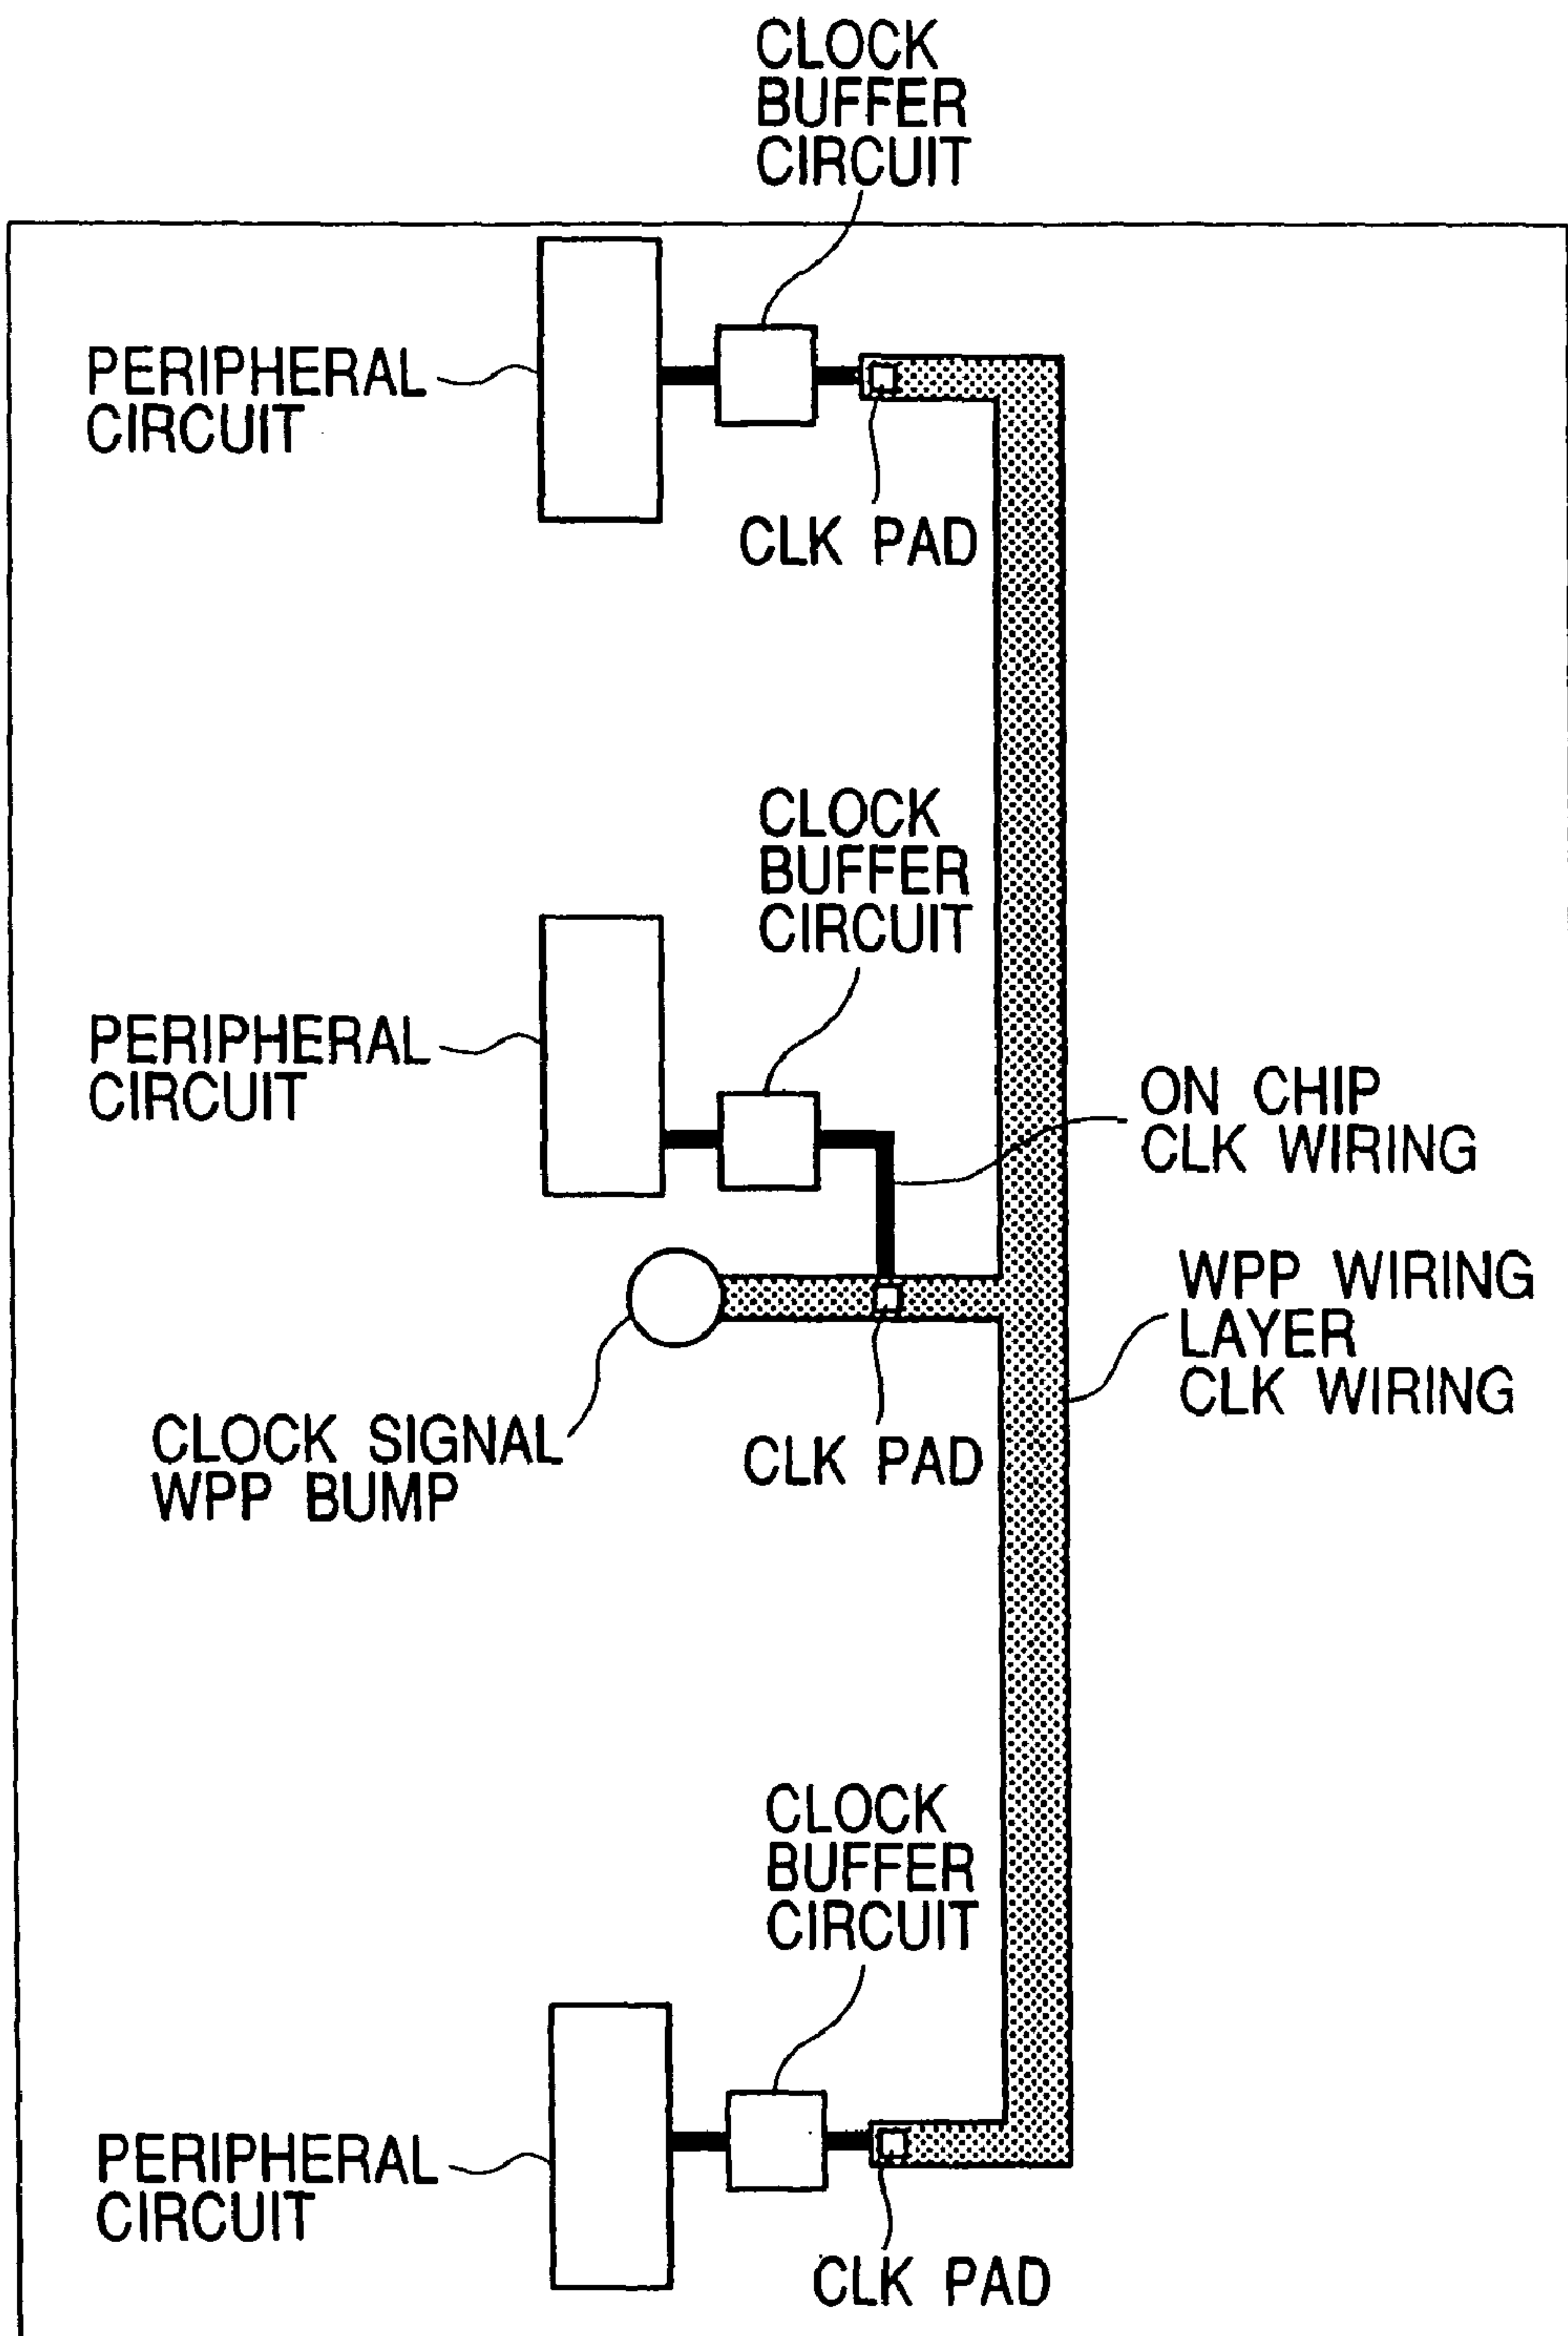 CLOCK
BUFFER
CIRCUIT
PERIPHERAL
CIRCUIT
CLK PAD
CLOCK
BUFFER
CIRCUIT
PERIPHERAL
CIRCUIT
ON CHIP
CLK WIRING
WPP WIRING
LAYER
CLK WIRING
CLOCK SIGNAL
WPP BUMP
CLK PAD
CLOCK
BUFFER
CIRCUIT
PERIPHERAL
CIRCUIT
CLK PAD